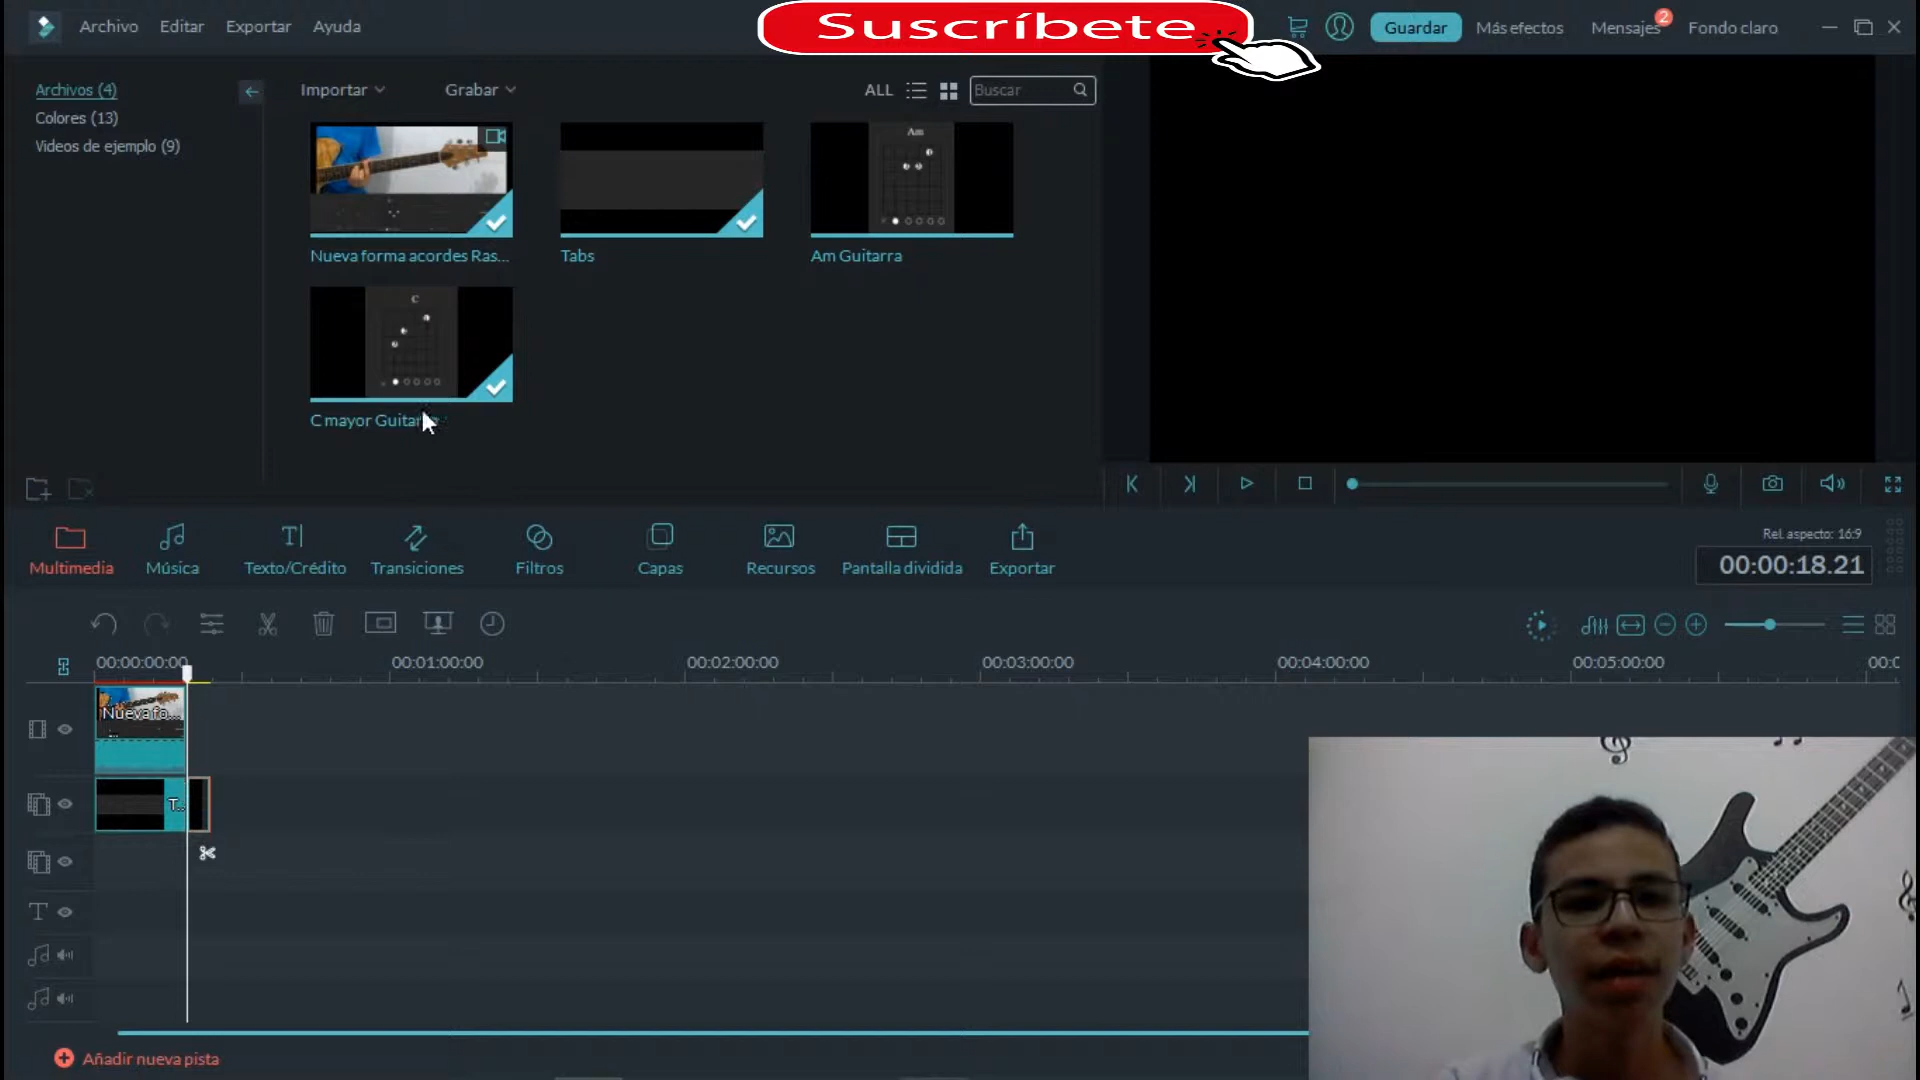 Archivo Editar Exportar Ayuda
Suscríbete
Guardar Más efectos Mensajes 2 Fondo claro
Archivos (4)
Colores (13)
Videos de ejemplo (9)
Importar Grabar ALL Buscar
Am
Nueva forma acordes Ras... Tabs Am Guitarra
C
C mayor Guitar
Multimedia Música Texto/Crédito Transiciones Filtros Capas Recursos Pantalla dividida Exportar
Rel. aspecto: 16:9
00:00:18.21
00:00:00:00 00:01:00:00 00:02:00:00 00:03:00:00 00:04:00:00 00:05:00:00 00:0
Nueva fo...
T..
Añadir nueva pista